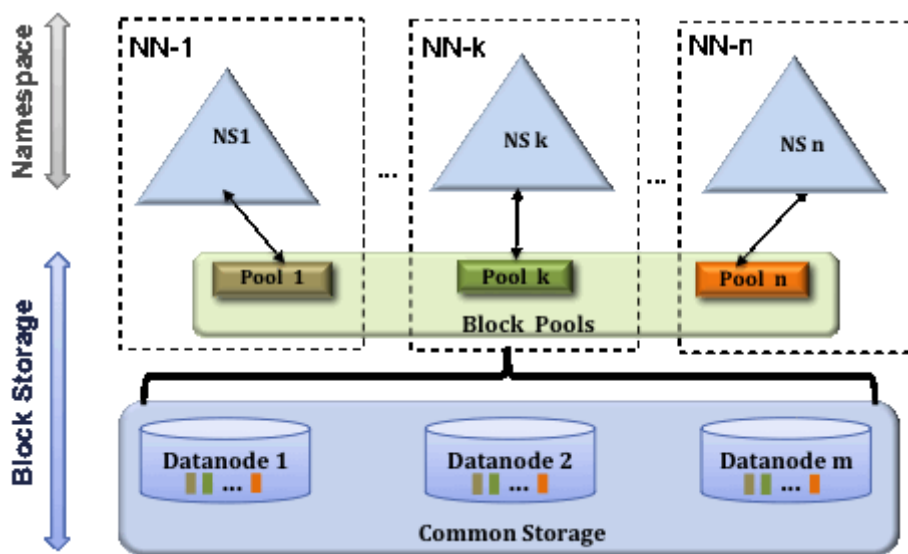 Namespace
NN-1
NN-k
NN-n
NS1
NS k
NS n
...
...
Block Storage
Pool 1
Pool k
Pool n
Block Pools
Datanode 1
...
Datanode 2
...
Datanode m
...
Common Storage